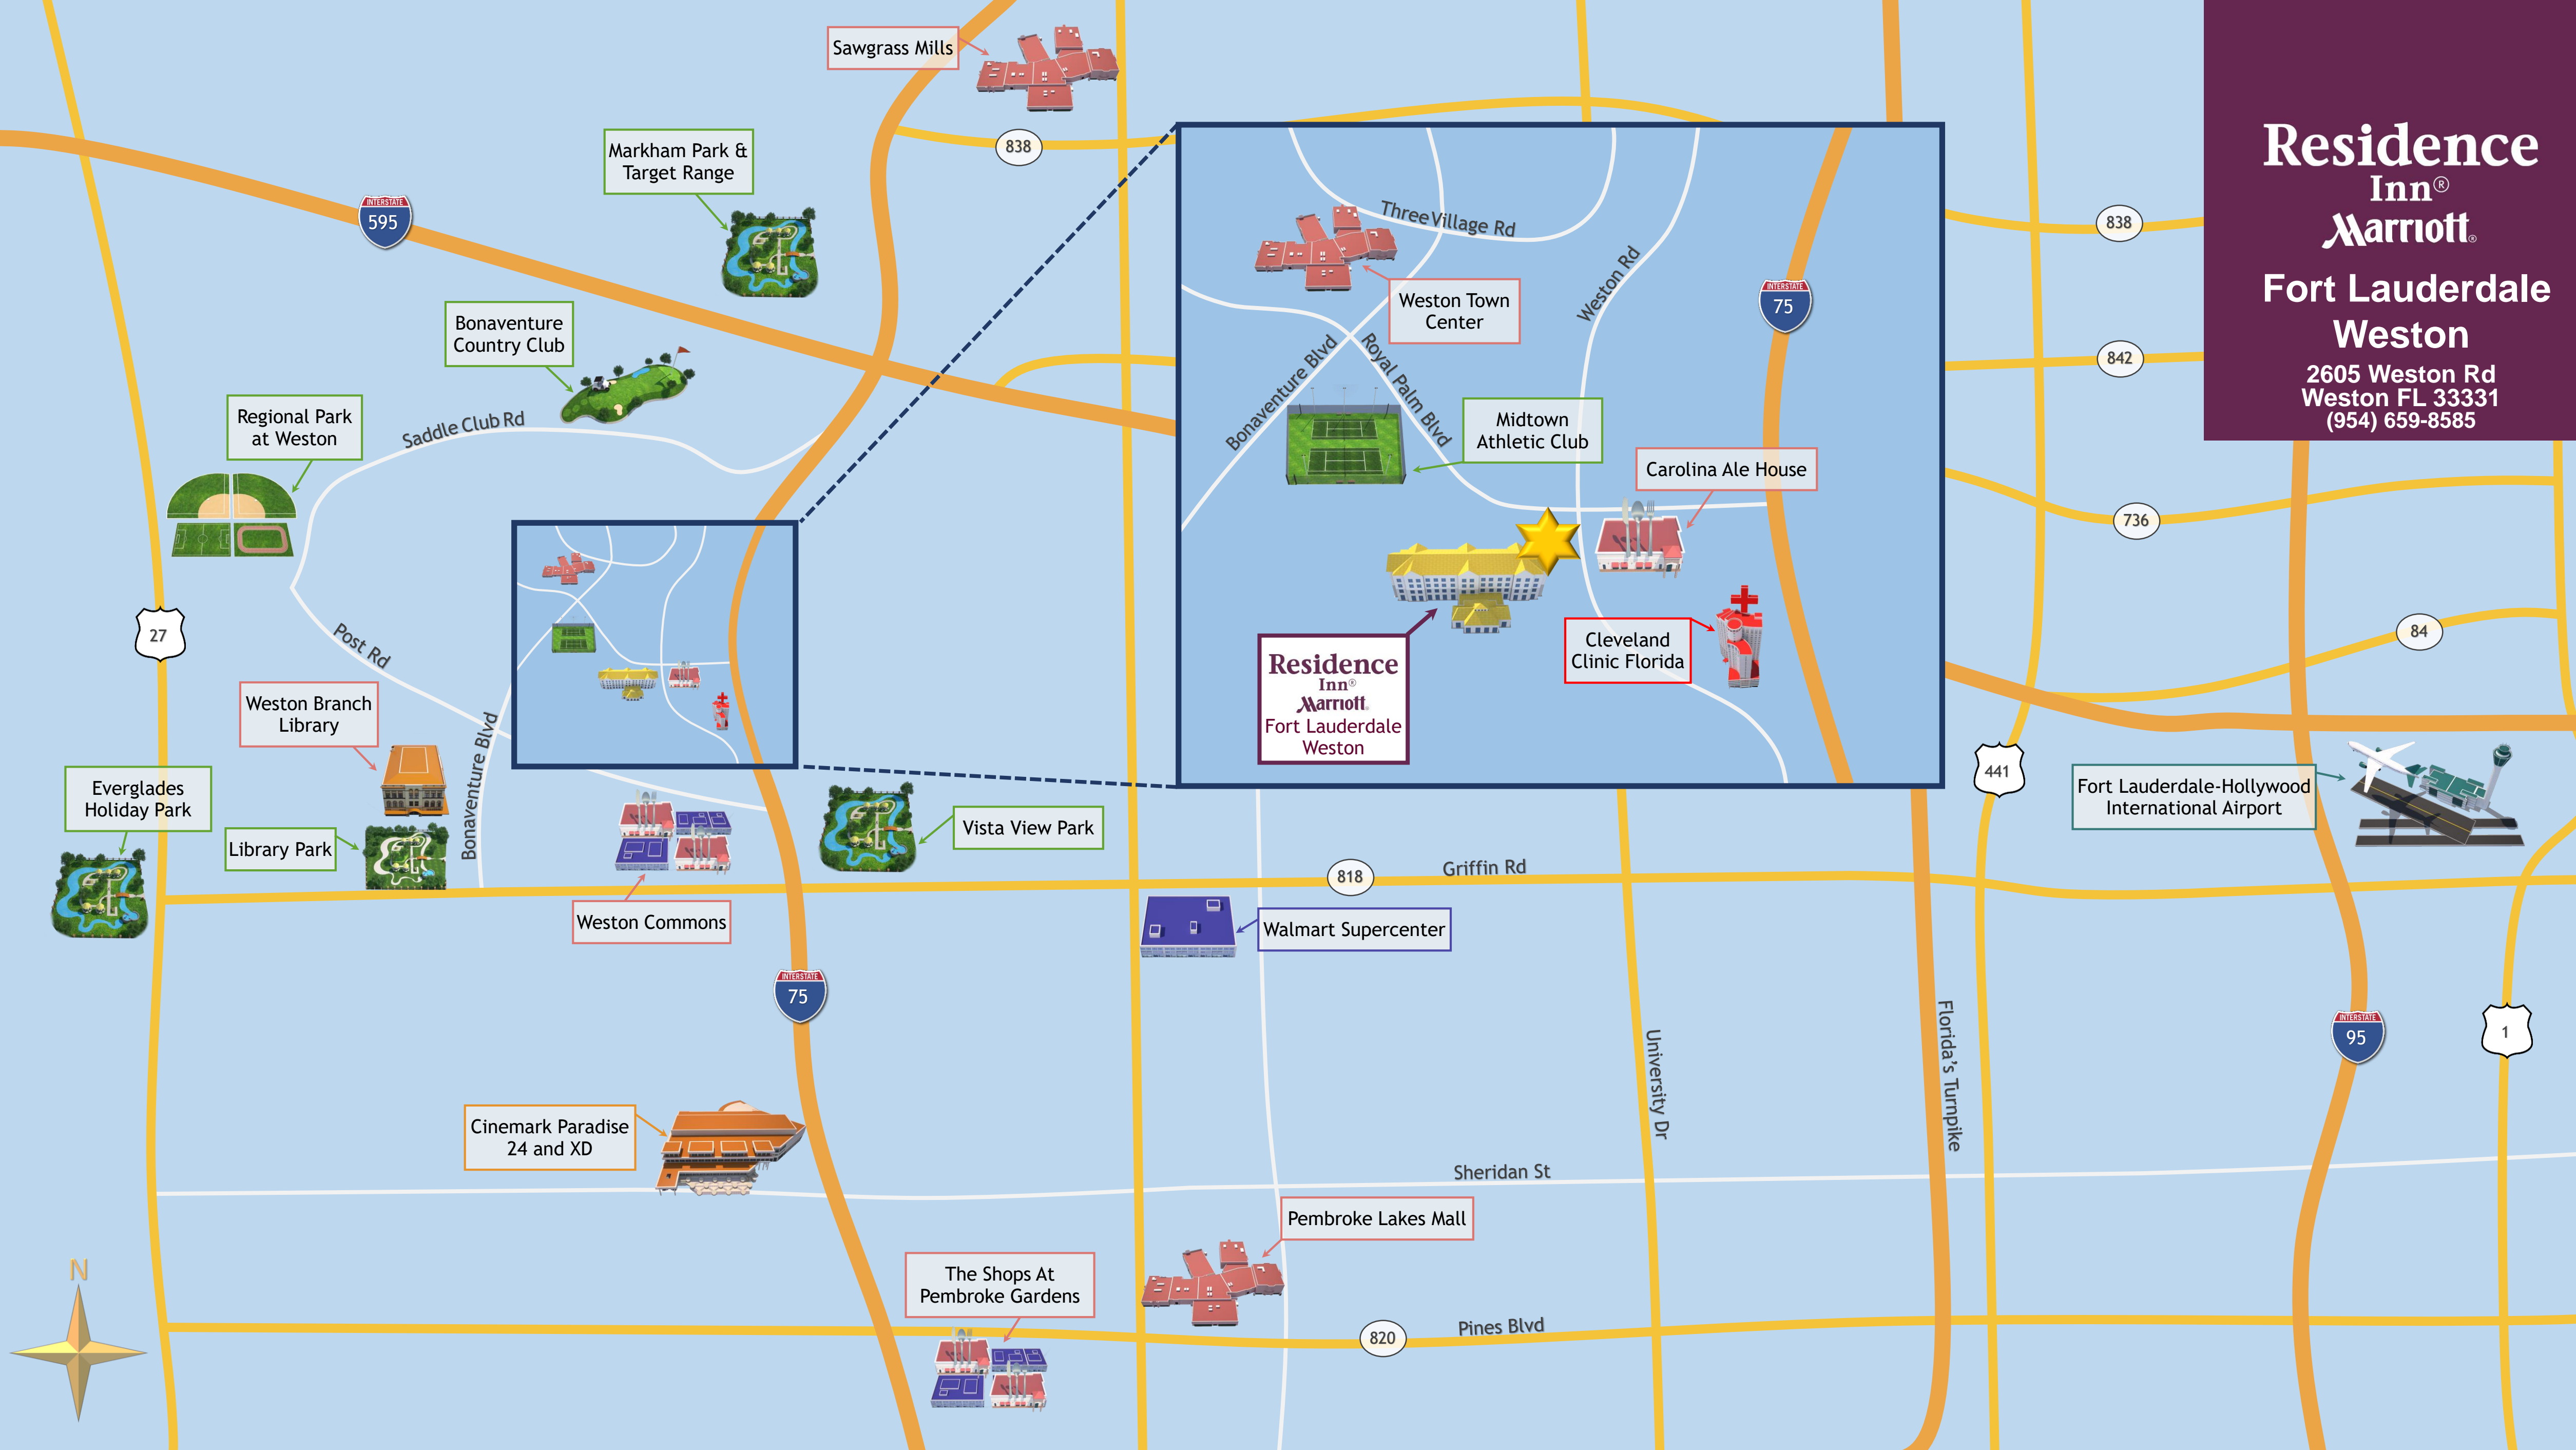 Sawgrass Mills
838
Markham Park &
Target Range
INTERSTATE
595
Bonaventure
Country Club
Regional Park
at Weston
Saddle Club Rd
27
Post Rd
Weston Branch
Library
Bonaventure Blvd
Everglades
Holiday Park
Library Park
Weston Commons
Vista View Park
INTERSTATE
75
Cinemark Paradise
24 and XD
N
The Shops At
Pembroke Gardens
Three Village Rd
Weston Rd
Weston Town
Center
INTERSTATE
75
Bonaventure Blvd
Royal Palm Blvd
Midtown
Athletic Club
Carolina Ale House
Cleveland
Clinic Florida
Residence
Inn®
Marriott®
Fort Lauderdale
Weston
818
Griffin Rd
Walmart Supercenter
University Dr
Florida's Turnpike
Sheridan St
Pembroke Lakes Mall
820
Pines Blvd
838
842
736
84
441
Fort Lauderdale-Hollywood
International Airport
INTERSTATE
95
1
Residence
Inn®
Marriott®
Fort Lauderdale
Weston
2605 Weston Rd
Weston FL 33331
(954) 659-8585